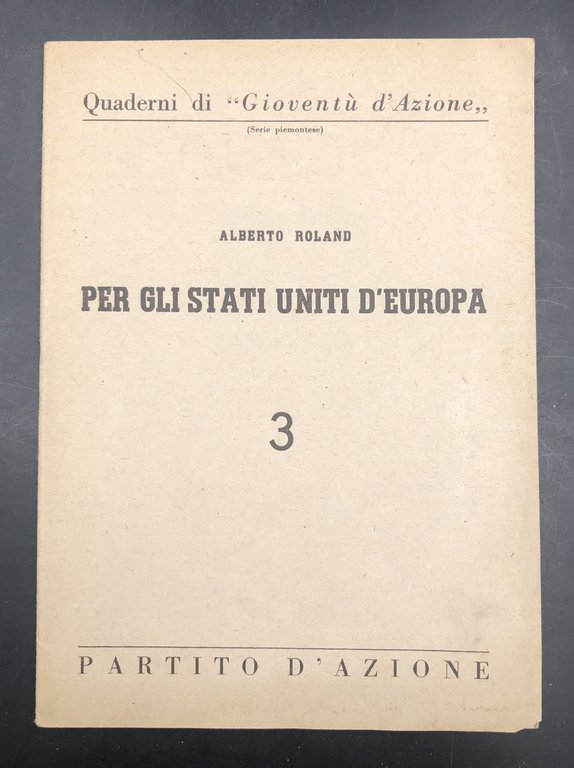 Quaderni di “Gioventù d'Azione„
(Serie piemontese)
ALBERTO ROLAND
PER GLI STATI UNITI D'EUROPA
3
PARTITO D'AZIONE